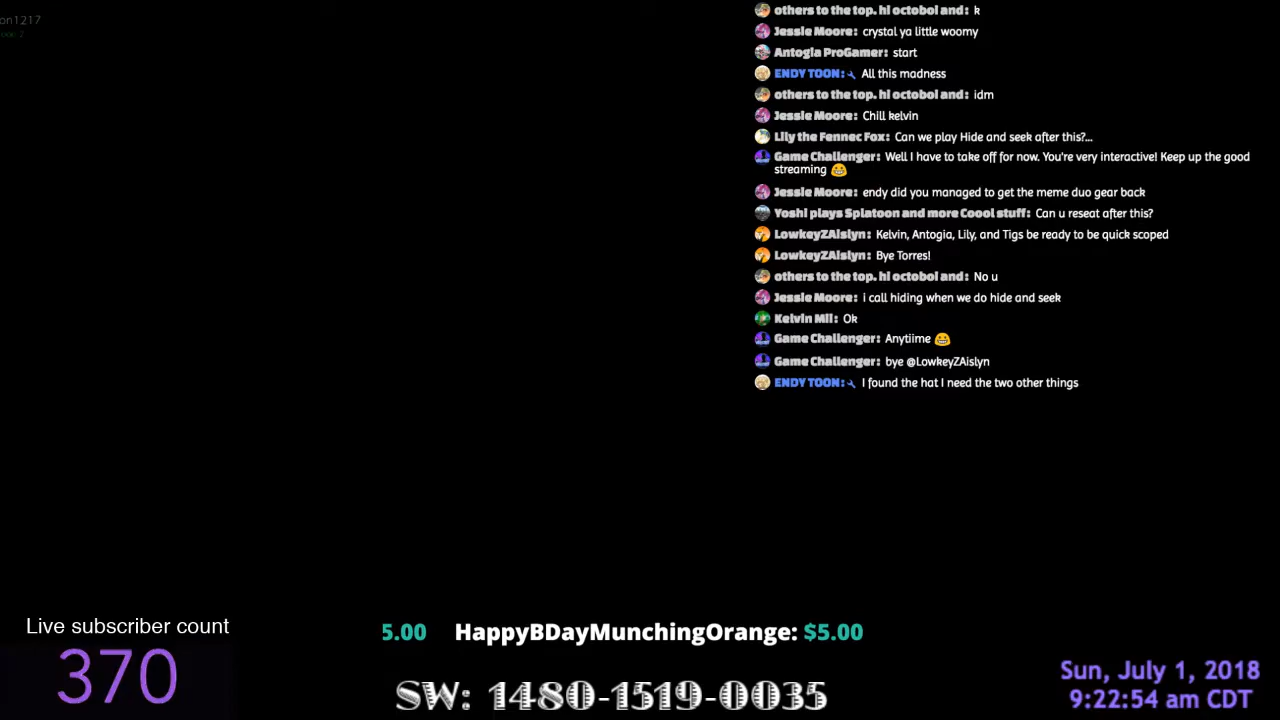 on1217
others to the top. hi octobol and: k
Jessie Moore: crystal ya little woomy
Antogia ProGamer: start
ENDY TOON: All this madness
others to the top. hi octobol and: idm
Jessie Moore: Chill kelvin
Lily the Fennec Fox: Can we play Hide and seek after this?...
Game Challenger: Well I have to take off for now. You're very interactive! Keep up the good
streaming 😁
Jessie Moore: endy did you managed to get the meme duo gear back
Yoshi plays Splatoon and more Coool stuff: Can u reseat after this?
LowkeyZAislyn: Kelvin, Antogia, Lily, and Tigs be ready to be quick scoped
LowkeyZAislyn: Bye Torres!
others to the top. hi octobol and: No u
Jessie Moore: i call hiding when we do hide and seek
Kelvin Mii: Ok
Game Challenger: Anytiime 😁
Game Challenger: bye @LowkeyZAislyn
ENDY TOON: I found the hat I need the two other things
Live subscriber count
370
5.00 HappyBDayMunchingOrange: $5.00
SW: 1480-1519-0035
Sun, July 1, 2018
9:22:54 am CDT